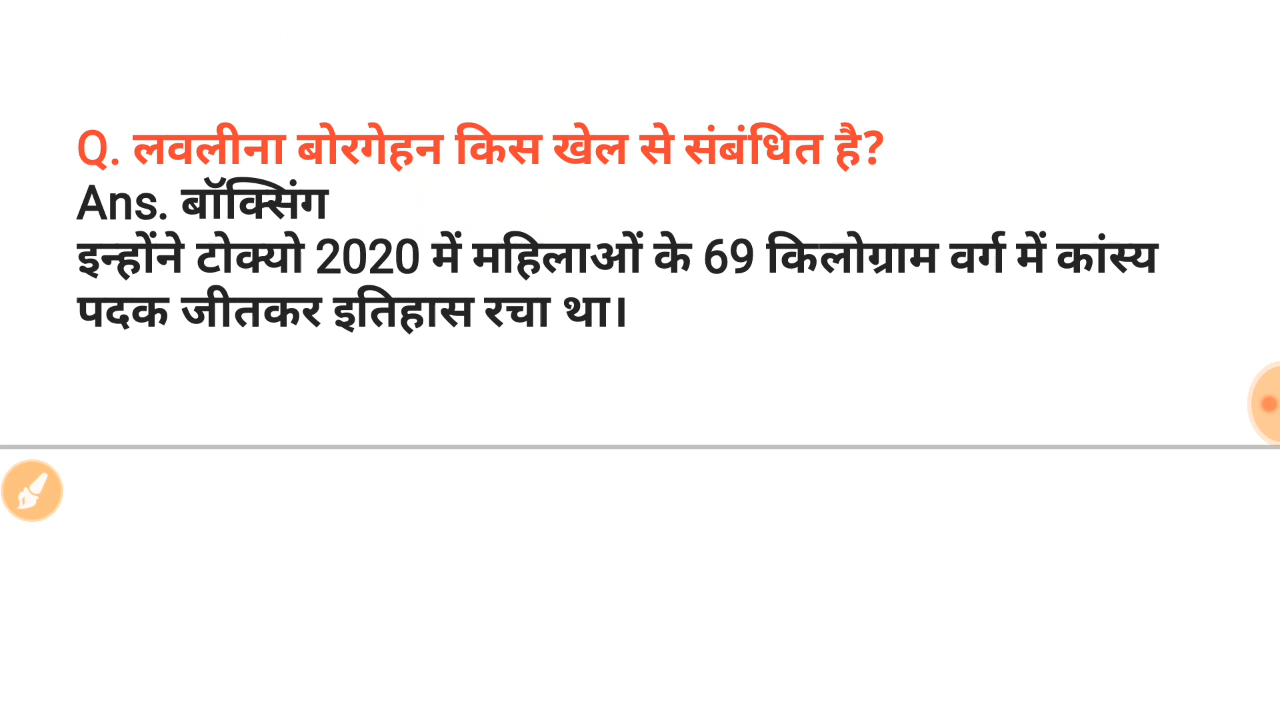 Q. लवलीना बोरगेहन किस खेल से संबंधित है?
Ans. बॉक्सिंग
इन्होंने टोक्यो 2020 में महिलाओं के 69 किलोग्राम वर्ग में कांस्य
पदक जीतकर इतिहास रचा था।